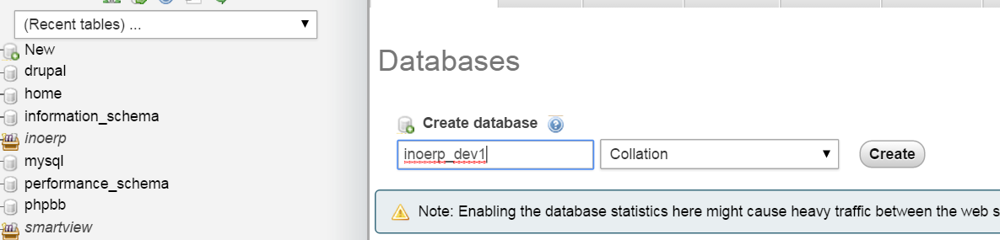 (Recent tables) ...
New
drupal
home
information_schema
inoerp
mysql
performance_schema
phpbb
smartview
Databases
Create database
inoerp_dev1
Collation
Create
Note: Enabling the database statistics here might cause heavy traffic between the web s